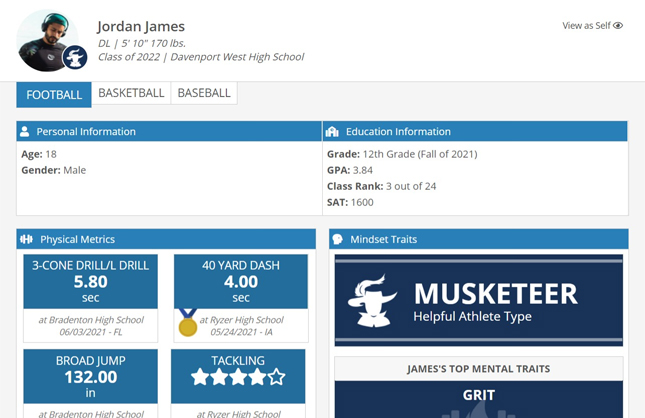 Jordan James
DL | 5' 10" 170 lbs.
Class of 2022 | Davenport West High School
View as Self
FOOTBALL
BASKETBALL
BASEBALL
Personal Information
Age: 18
Gender: Male
Education Information
Grade: 12th Grade (Fall of 2021)
GPA: 3.84
Class Rank: 3 out of 24
SAT: 1600
Physical Metrics
3-CONE DRILL/L DRILL
5.80
sec
at Bradenton High School
06/03/2021 - FL
40 YARD DASH
4.00
sec
at Ryzer High School
05/24/2021 - IA
BROAD JUMP
132.00
in
at Bradenton High School
TACKLING
at Ryzer High School
Mindset Traits
MUSKETEER
Helpful Athlete Type
JAMES'S TOP MENTAL TRAITS
GRIT